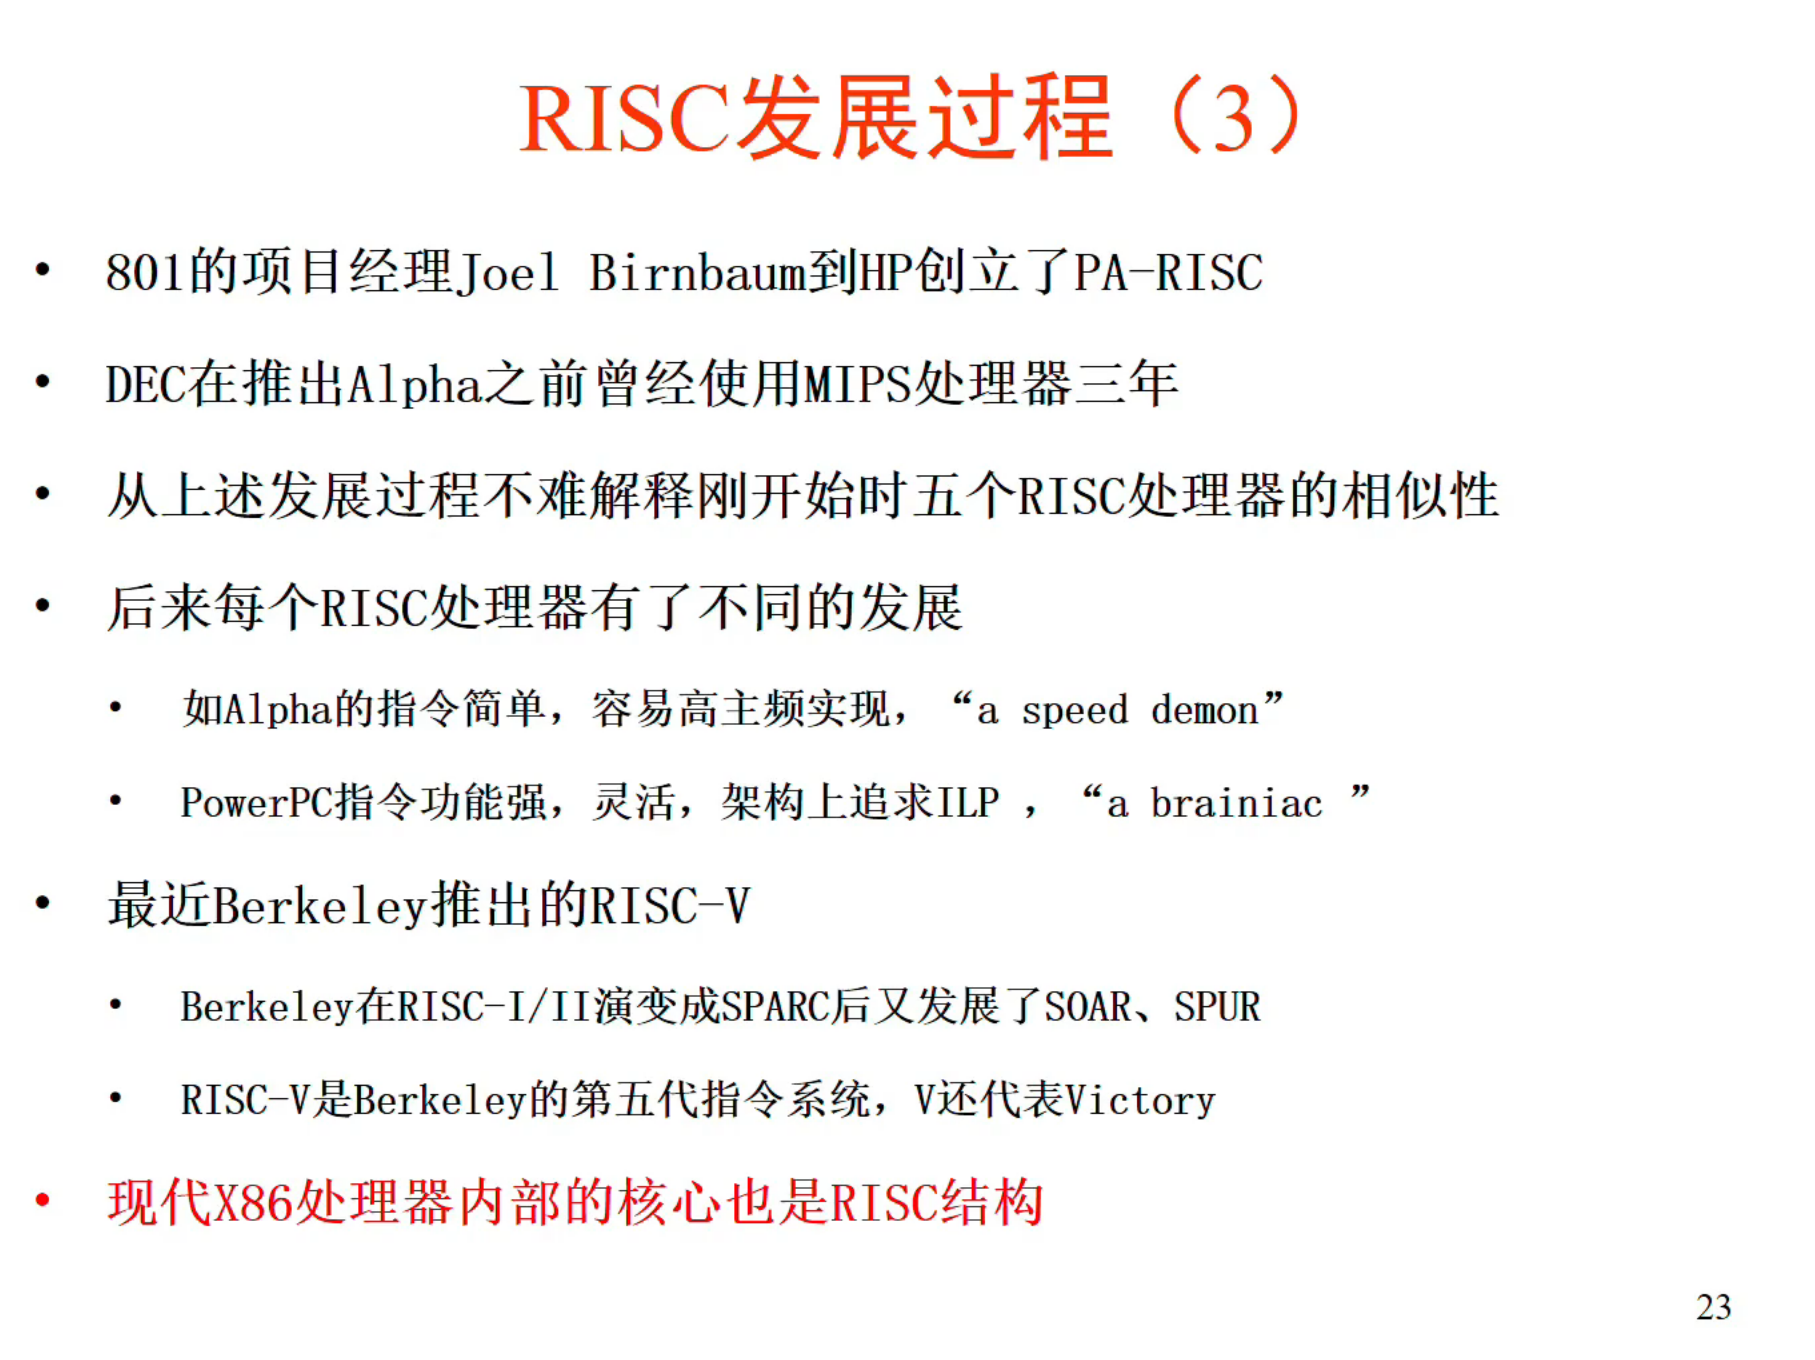 RISC发展过程（3）
• 801的项目经理Joel Birnbaum到HP创立了PA-RISC
• DEC在推出Alpha之前曾经使用MIPS处理器三年
• 从上述发展过程不难解释刚开始时五个RISC处理器的相似性
• 后来每个RISC处理器有了不同的发展
• 如Alpha的指令简单，容易高主频实现，“a speed demon”
• PowerPC指令功能强，灵活，架构上追求ILP ，“a brainiac ”
• 最近Berkeley推出的RISC-V
• Berkeley在RISC-I/II演变成SPARC后又发展了SOAR、SPUR
• RISC-V是Berkeley的第五代指令系统，V还代表Victory
• 现代X86处理器内部的核心也是RISC结构
23